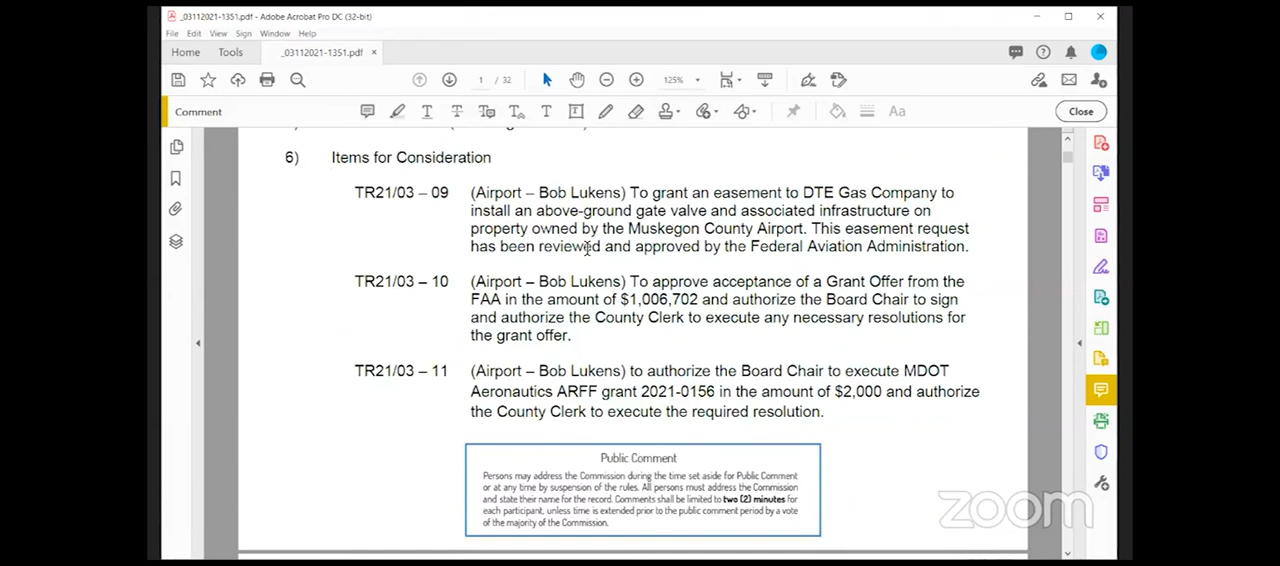 _03112021-1351.pdf - Adobe Acrobat Pro DC (32-bit)
File Edit View Sign Window Help
Home Tools _03112021-1351.pdf ×
1 / 32 125%
Comment Aa Close
6) Items for Consideration
TR21/03 – 09 (Airport – Bob Lukens) To grant an easement to DTE Gas Company to
install an above-ground gate valve and associated infrastructure on
property owned by the Muskegon County Airport. This easement request
has been reviewed and approved by the Federal Aviation Administration.
TR21/03 – 10 (Airport – Bob Lukens) To approve acceptance of a Grant Offer from the
FAA in the amount of $1,006,702 and authorize the Board Chair to sign
and authorize the County Clerk to execute any necessary resolutions for
the grant offer.
TR21/03 – 11 (Airport – Bob Lukens) to authorize the Board Chair to execute MDOT
Aeronautics ARFF grant 2021-0156 in the amount of $2,000 and authorize
the County Clerk to execute the required resolution.
Public Comment
Persons may address the Commission during the time set aside for Public Comment
or at any time by suspension of the rules. All persons must address the Commission
and state their name for the record. Comments shall be limited to two (2) minutes for
each participant, unless time is extended prior to the public comment period by a vote
of the majority of the Commission.
zoom